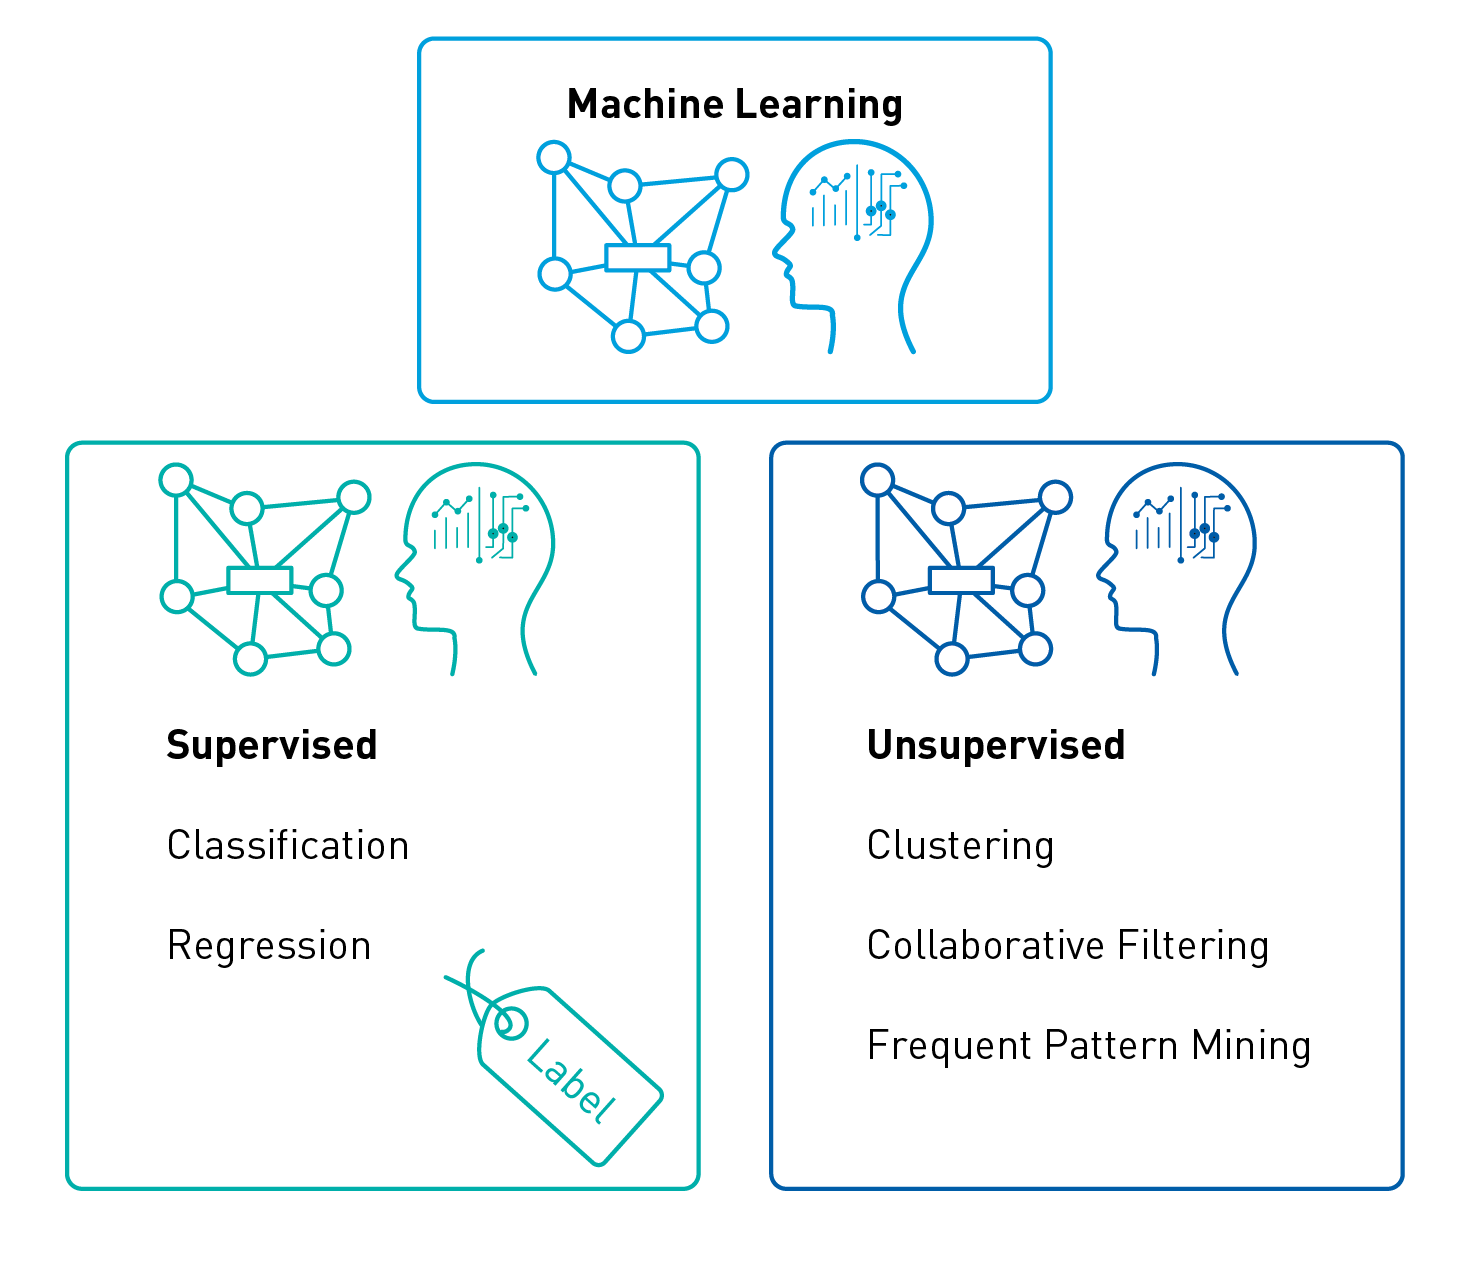 Machine Learning
Supervised
Classification
Regression
Label
Unsupervised
Clustering
Collaborative Filtering
Frequent Pattern Mining